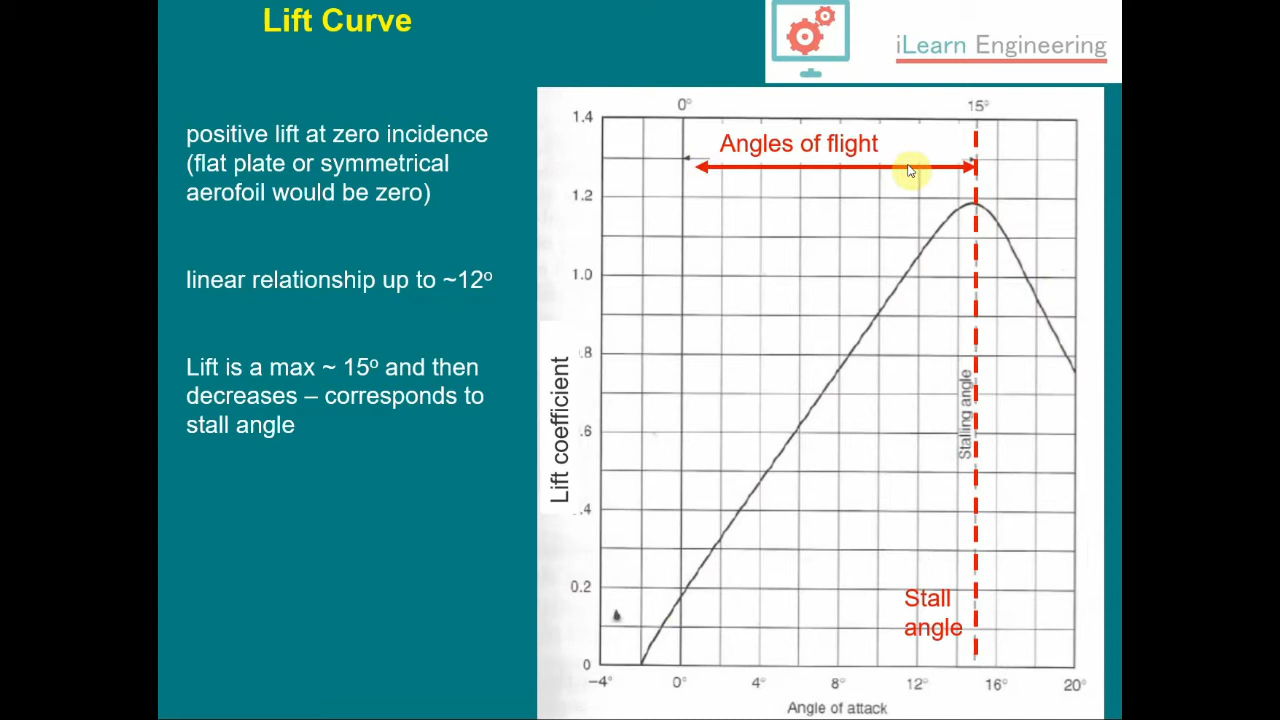 Lift Curve
iLearn Engineering
positive lift at zero incidence
(flat plate or symmetrical
aerofoil would be zero)
linear relationship up to ~12º
Lift is a max ~ 15º and then
decreases – corresponds to
stall angle
0° 15°
1.4
Angles of flight
1.2
1.0
.8
Lift coefficient
Stalling angle
.6
.4
0.2
Stall
angle
0
−4° 0° 4° 8° 12° 16° 20°
Angle of attack